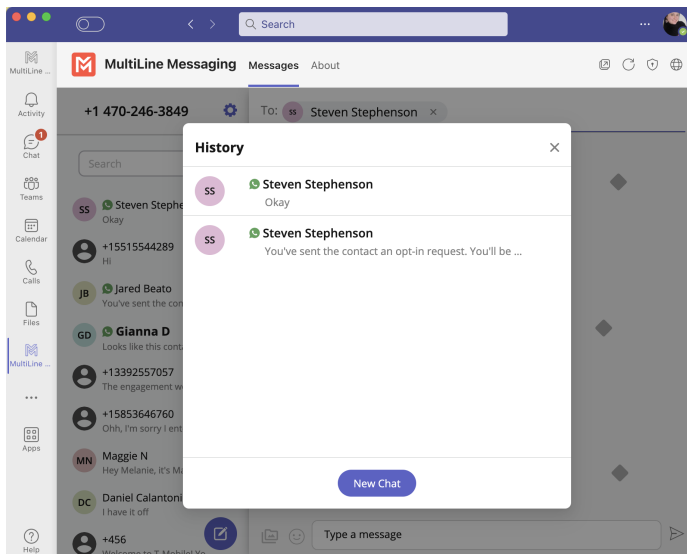 Search
MultiLine ...
Activity
1
Chat
Teams
Calendar
Calls
Files
MultiLine ...
Apps
Help
MultiLine Messaging
Messages
About
+1 470-246-3849
Search
SS
Steven Stephe
Okay
+15515544289
Hi
JB
Jared Beato
You've sent the con
GD
Gianna D
Looks like this conta
+13392557057
The engagement w
+15853646760
Ohh, I'm sorry I ent
MN
Maggie N
Hey Melanie, it's Ma
DC
Daniel Calantoni
I have it off
+456
Welcome to T-Mobile! Yo
To: SS Steven Stephenson ×
History
SS
Steven Stephenson
Okay
SS
Steven Stephenson
You've sent the contact an opt-in request. You'll be ...
New Chat
Type a message